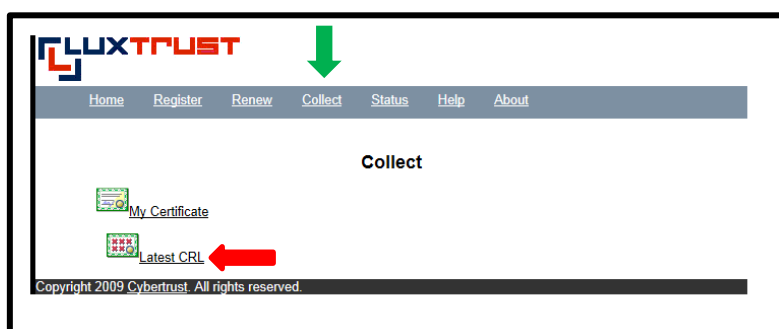 LUXTRUST
Home Register Renew Collect Status Help About
Collect
My Certificate
Latest CRL
Copyright 2009 Cybertrust. All rights reserved.